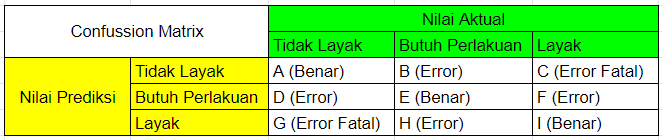 Confussion Matrix
Nilai Aktual
Tidak Layak Butuh Perlakuan Layak
Nilai Prediksi
Tidak Layak A (Benar) B (Error) C (Error Fatal)
Butuh Perlakuan D (Error) E (Benar) F (Error)
Layak G (Error Fatal) H (Error) I (Benar)